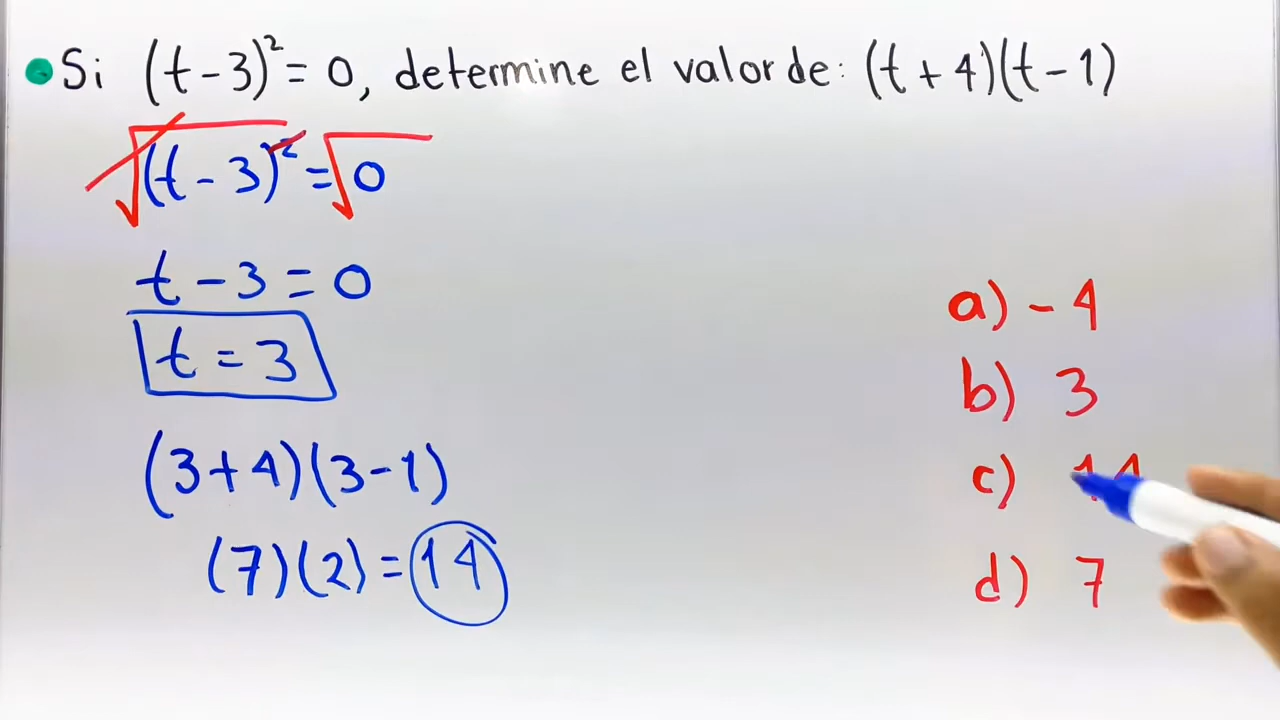 Si (t-3)² = 0, determine el valor de: (t+4)(t-1)
√(t-3)² = √0
t-3 = 0
t = 3
(3+4)(3-1)
(7)(2) = 14
a) -4
b) 3
c) 14
d) 7